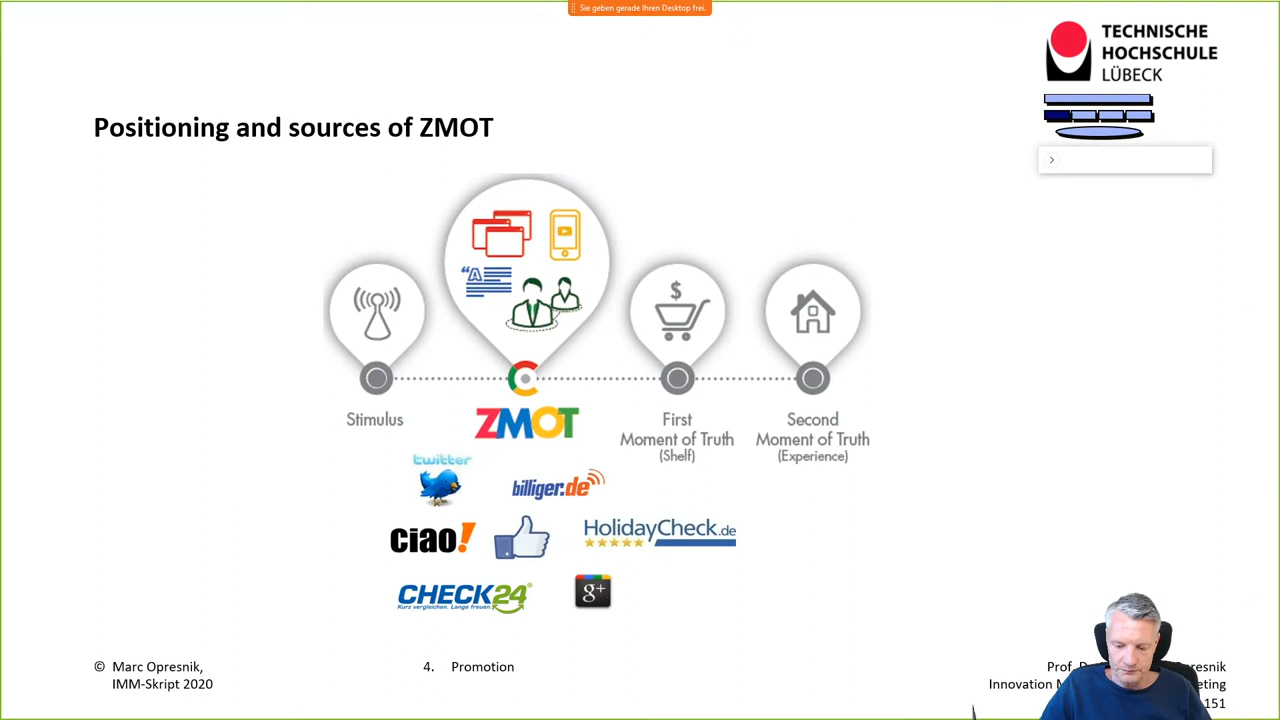 Sie geben gerade Ihren Desktop frei.
TECHNISCHE
HOCHSCHULE
LÜBECK
Positioning and sources of ZMOT
“A
$
Stimulus
ZMOT
First
Moment of Truth
(Shelf)
Second
Moment of Truth
(Experience)
twitter
billiger.de
ciao!
HolidayCheck.de
CHECK24
Kurz vergleichen. Lange freuen.
g+
© Marc Opresnik,
IMM-Skript 2020
4. Promotion
Prof.
Innovation
151